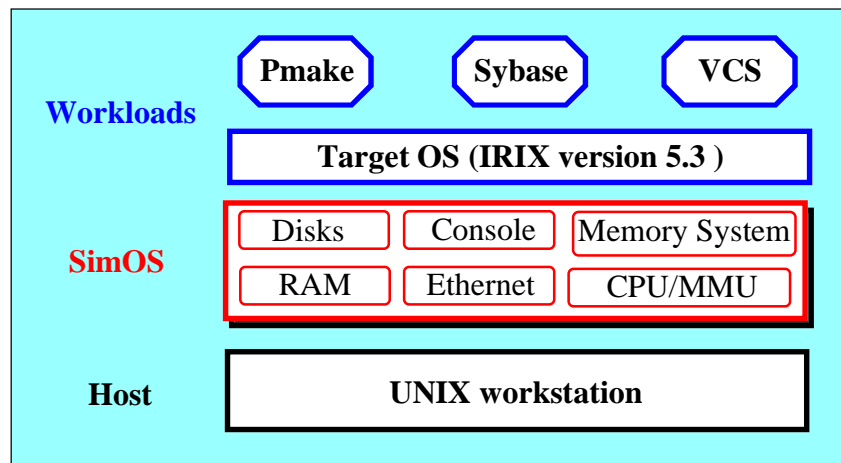 Pmake Sybase VCS
Workloads
Target OS (IRIX version 5.3 )
Disks Console Memory System
SimOS
RAM Ethernet CPU/MMU
Host UNIX workstation